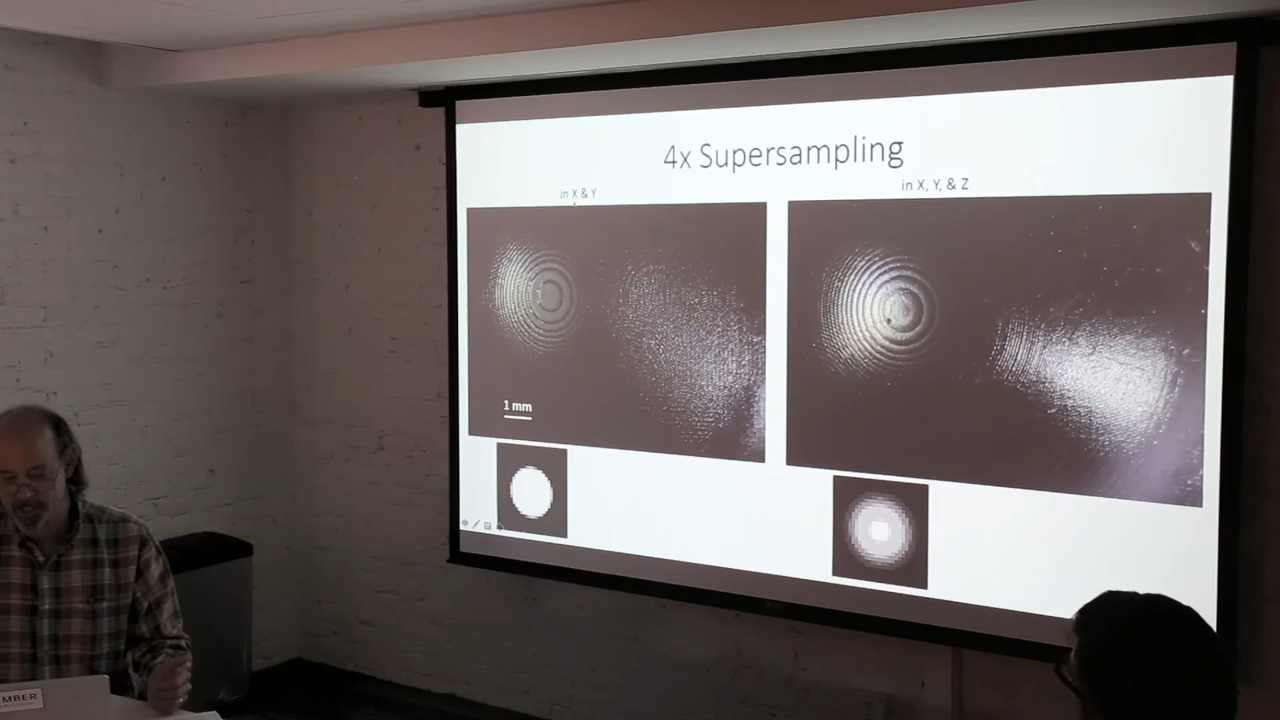 4x Supersampling
in X & Y
in X, Y, & Z
1 mm
MBER